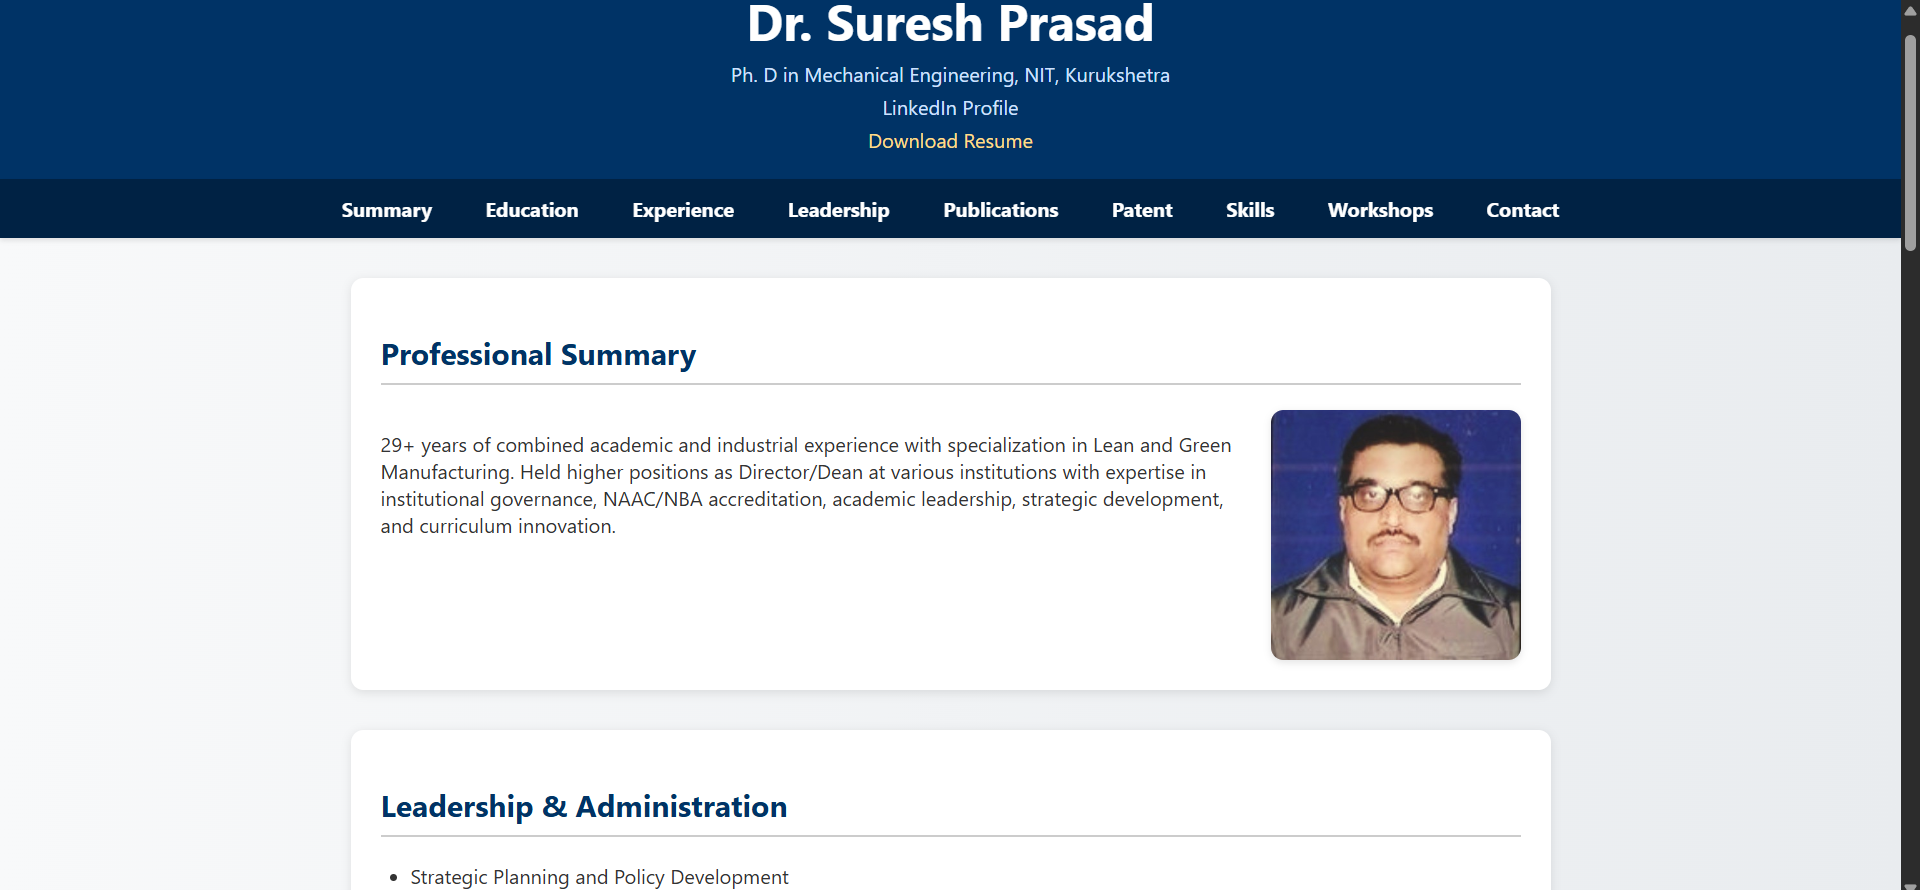 Dr. Suresh Prasad
Ph. D in Mechanical Engineering, NIT, Kurukshetra
LinkedIn Profile
Download Resume
Summary Education Experience Leadership Publications Patent Skills Workshops Contact
Professional Summary
29+ years of combined academic and industrial experience with specialization in Lean and Green
Manufacturing. Held higher positions as Director/Dean at various institutions with expertise in
institutional governance, NAAC/NBA accreditation, academic leadership, strategic development,
and curriculum innovation.
Leadership & Administration
• Strategic Planning and Policy Development